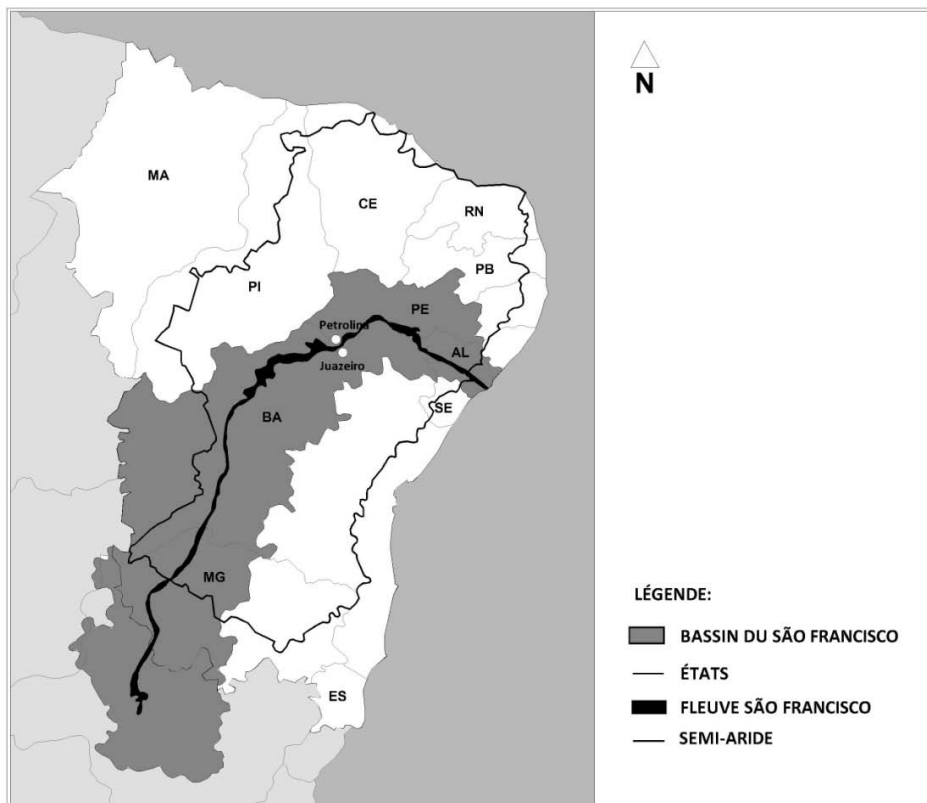 N
MA
CE
RN
PB
PI
PE
Petrolina
AL
Juazeiro
BA
SE
MG
ES
LÉGENDE:
BASSIN DU SÃO FRANCISCO
ÉTATS
FLEUVE SÃO FRANCISCO
SEMI-ARIDE